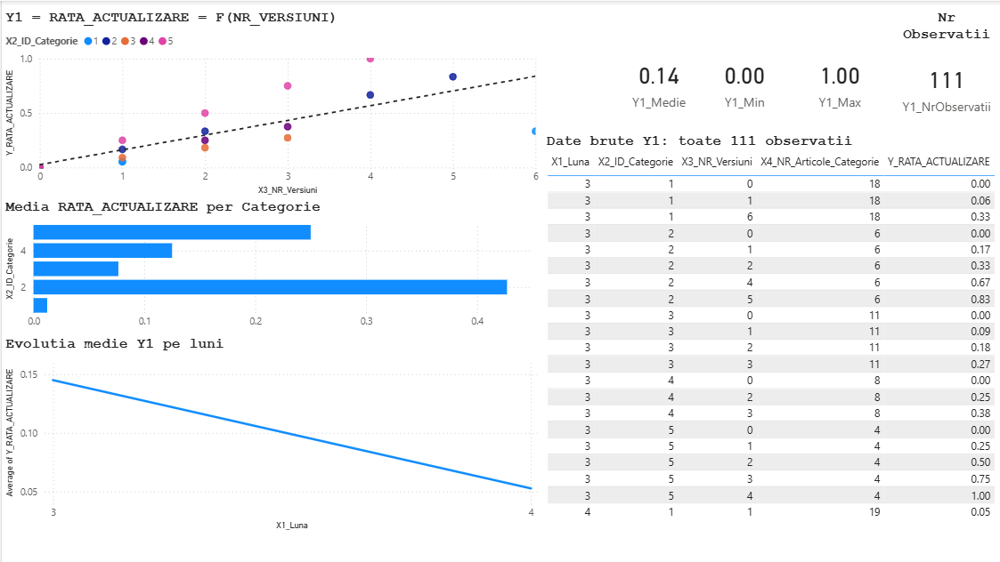 Y1 = RATA_ACTUALIZARE = F(NR_VERSIUNI)
X2_ID_Categorie 1 2 3 4 5
Y_RATA_ACTUALIZARE
1.0
0.5
0.0
0 1 2 3 4 5 6
X3_NR_Versiuni
Media RATA_ACTUALIZARE per Categorie
X2_ID_Categorie
4
2
0.0 0.1 0.2 0.3 0.4
Evolutia medie Y1 pe luni
Average of Y_RATA_ACTUALIZARE
0.15
0.10
0.05
3 4
X1_Luna
Nr
Observatii
0.14 0.00 1.00 111
Y1_Medie Y1_Min Y1_Max Y1_NrObservatii
Date brute Y1: toate 111 observatii
X1_Luna X2_ID_Categorie X3_NR_Versiuni X4_NR_Articole_Categorie Y_RATA_ACTUALIZARE
3 1 0 18 0.00
3 1 1 18 0.06
3 1 6 18 0.33
3 2 0 6 0.00
3 2 1 6 0.17
3 2 2 6 0.33
3 2 4 6 0.67
3 2 5 6 0.83
3 3 0 11 0.00
3 3 1 11 0.09
3 3 2 11 0.18
3 3 3 11 0.27
3 4 0 8 0.00
3 4 2 8 0.25
3 4 3 8 0.38
3 5 0 4 0.00
3 5 1 4 0.25
3 5 2 4 0.50
3 5 3 4 0.75
3 5 4 4 1.00
4 1 1 19 0.05